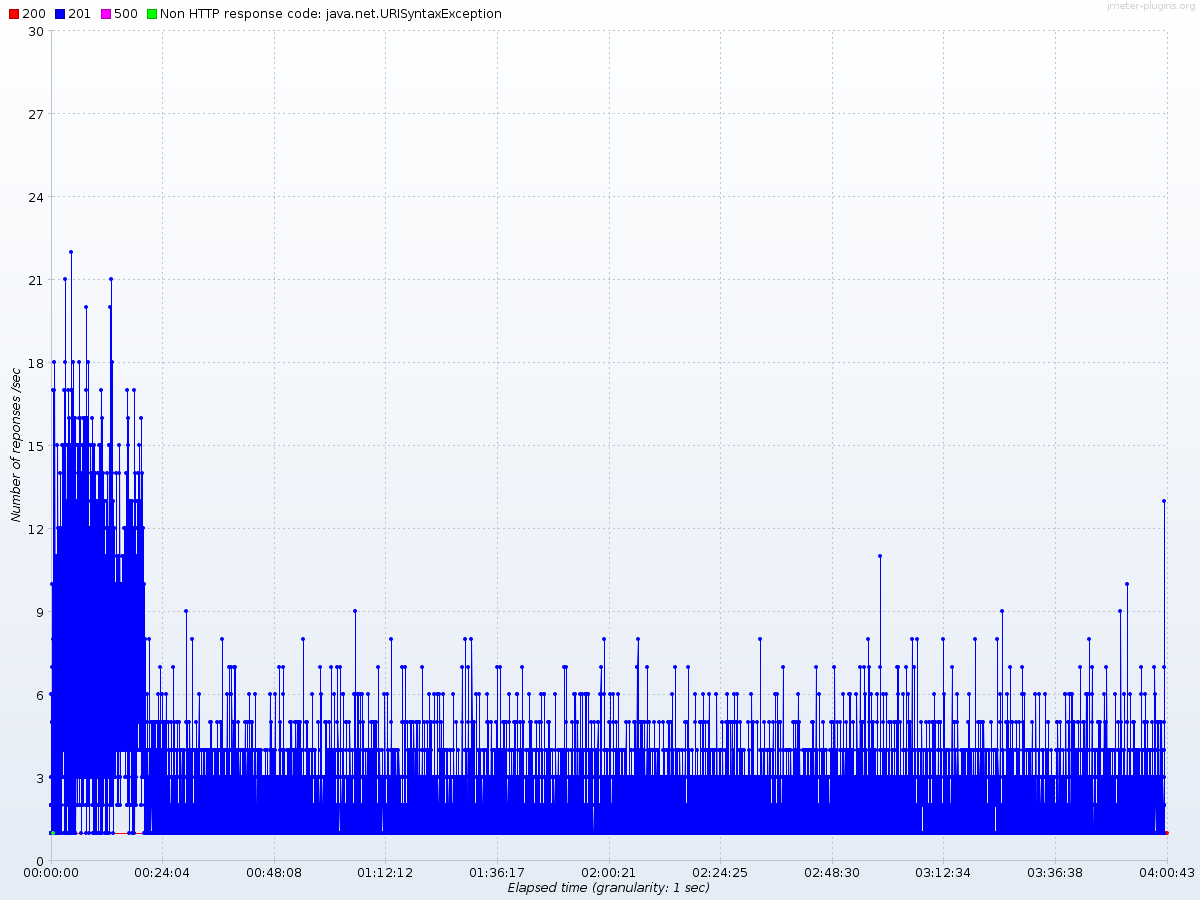 200 201 500 Non HTTP response code: java.net.URISyntaxException
jmeter-plugins.org
30
27
24
21
18
15
12
9
6
3
0
Number of reponses /sec
00:00:00 00:24:04 00:48:08 01:12:12 01:36:17 02:00:21 02:24:25 02:48:30 03:12:34 03:36:38 04:00:43
Elapsed time (granularity: 1 sec)